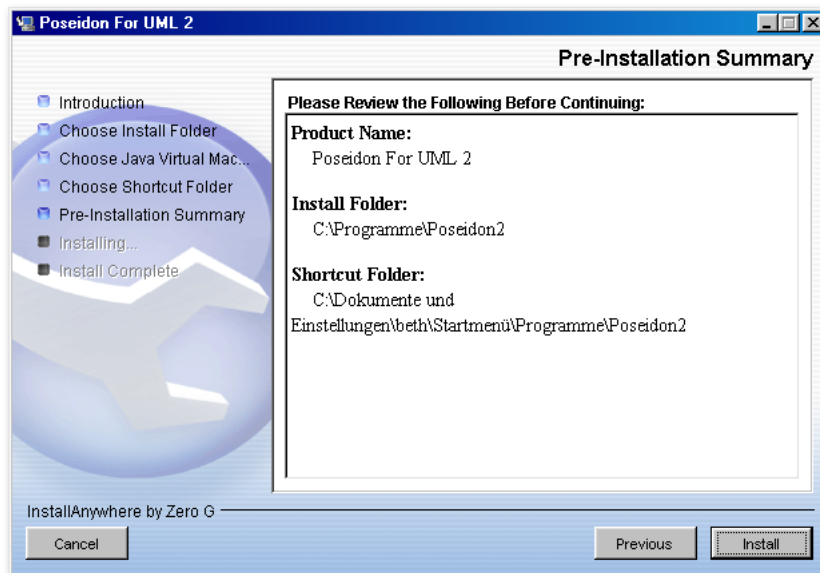 Poseidon For UML 2
Pre-Installation Summary
Introduction
Choose Install Folder
Choose Java Virtual Mac...
Choose Shortcut Folder
Pre-Installation Summary
Installing...
Install Complete
Please Review the Following Before Continuing:
Product Name:
Poseidon For UML 2
Install Folder:
C:\Programme\Poseidon2
Shortcut Folder:
C:\Dokumente und
Einstellungen\beth\Startmenü\Programme\Poseidon2
InstallAnywhere by Zero G
Cancel
Previous
Install